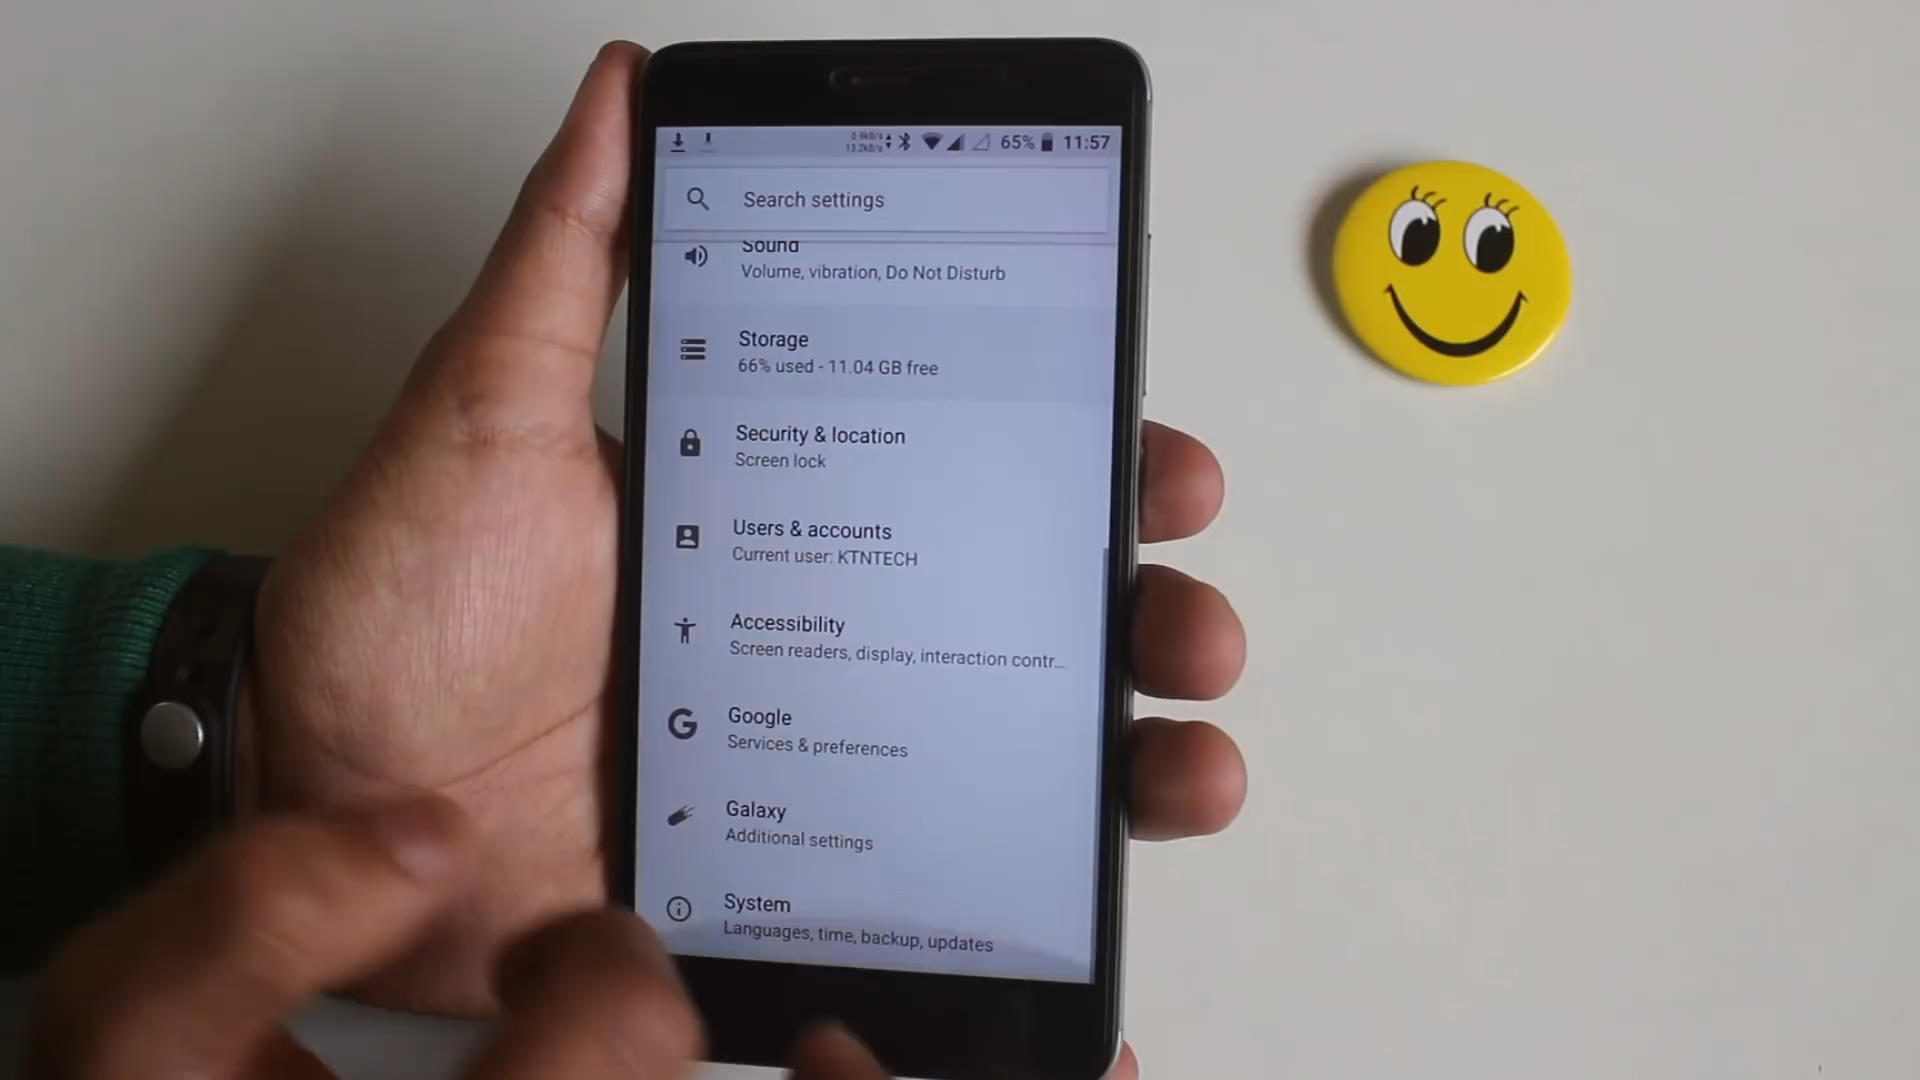 65% 11:57
Search settings
Sound
Volume, vibration, Do Not Disturb
Storage
66% used - 11.04 GB free
Security & location
Screen lock
Users & accounts
Current user: KTNTECH
Accessibility
Screen readers, display, interaction contr...
Google
Services & preferences
Galaxy
Additional settings
System
Languages, time, backup, updates